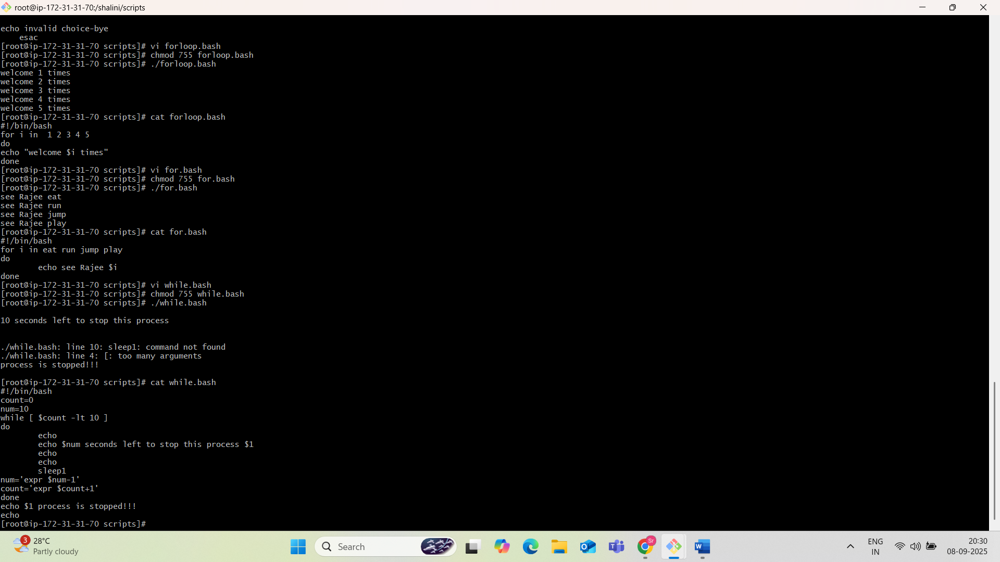 root@ip-172-31-31-70:/shalini/scripts
echo invalid choice-bye
    esac
[root@ip-172-31-31-70 scripts]# vi forloop.bash
[root@ip-172-31-31-70 scripts]# chmod 755 forloop.bash
[root@ip-172-31-31-70 scripts]# ./forloop.bash
welcome 1 times
welcome 2 times
welcome 3 times
welcome 4 times
welcome 5 times
[root@ip-172-31-31-70 scripts]# cat forloop.bash
#!/bin/bash
for i in  1 2 3 4 5
do
echo "welcome $i times"
done
[root@ip-172-31-31-70 scripts]# vi for.bash
[root@ip-172-31-31-70 scripts]# chmod 755 for.bash
[root@ip-172-31-31-70 scripts]# ./for.bash
see Rajee eat
see Rajee run
see Rajee jump
see Rajee play
[root@ip-172-31-31-70 scripts]# cat for.bash
#!/bin/bash
for i in eat run jump play
do
        echo see Rajee $i
done
[root@ip-172-31-31-70 scripts]# vi while.bash
[root@ip-172-31-31-70 scripts]# chmod 755 while.bash
[root@ip-172-31-31-70 scripts]# ./while.bash
10 seconds left to stop this process
./while.bash: line 10: sleep1: command not found
./while.bash: line 4: [: too many arguments
process is stopped!!!
[root@ip-172-31-31-70 scripts]# cat while.bash
#!/bin/bash
count=0
num=10
while [ $count -lt 10 ]
do
        echo
        echo $num seconds left to stop this process $1
        echo
        echo
        sleep1
num='expr $num-1'
count='expr $count+1'
done
echo $1 process is stopped!!!
echo
[root@ip-172-31-31-70 scripts]#
3
28°C
Partly cloudy
Search
Sr
ENG
IN
20:30
08-09-2025